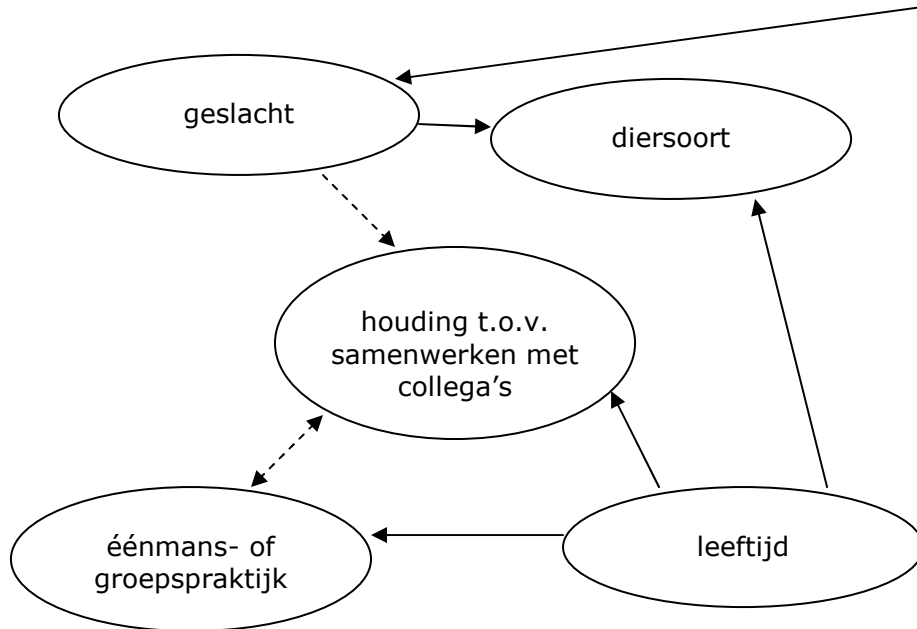 geslacht
diersoort
houding t.o.v.
samenwerken met
collega's
éénmans- of
groepspraktijk
leeftijd